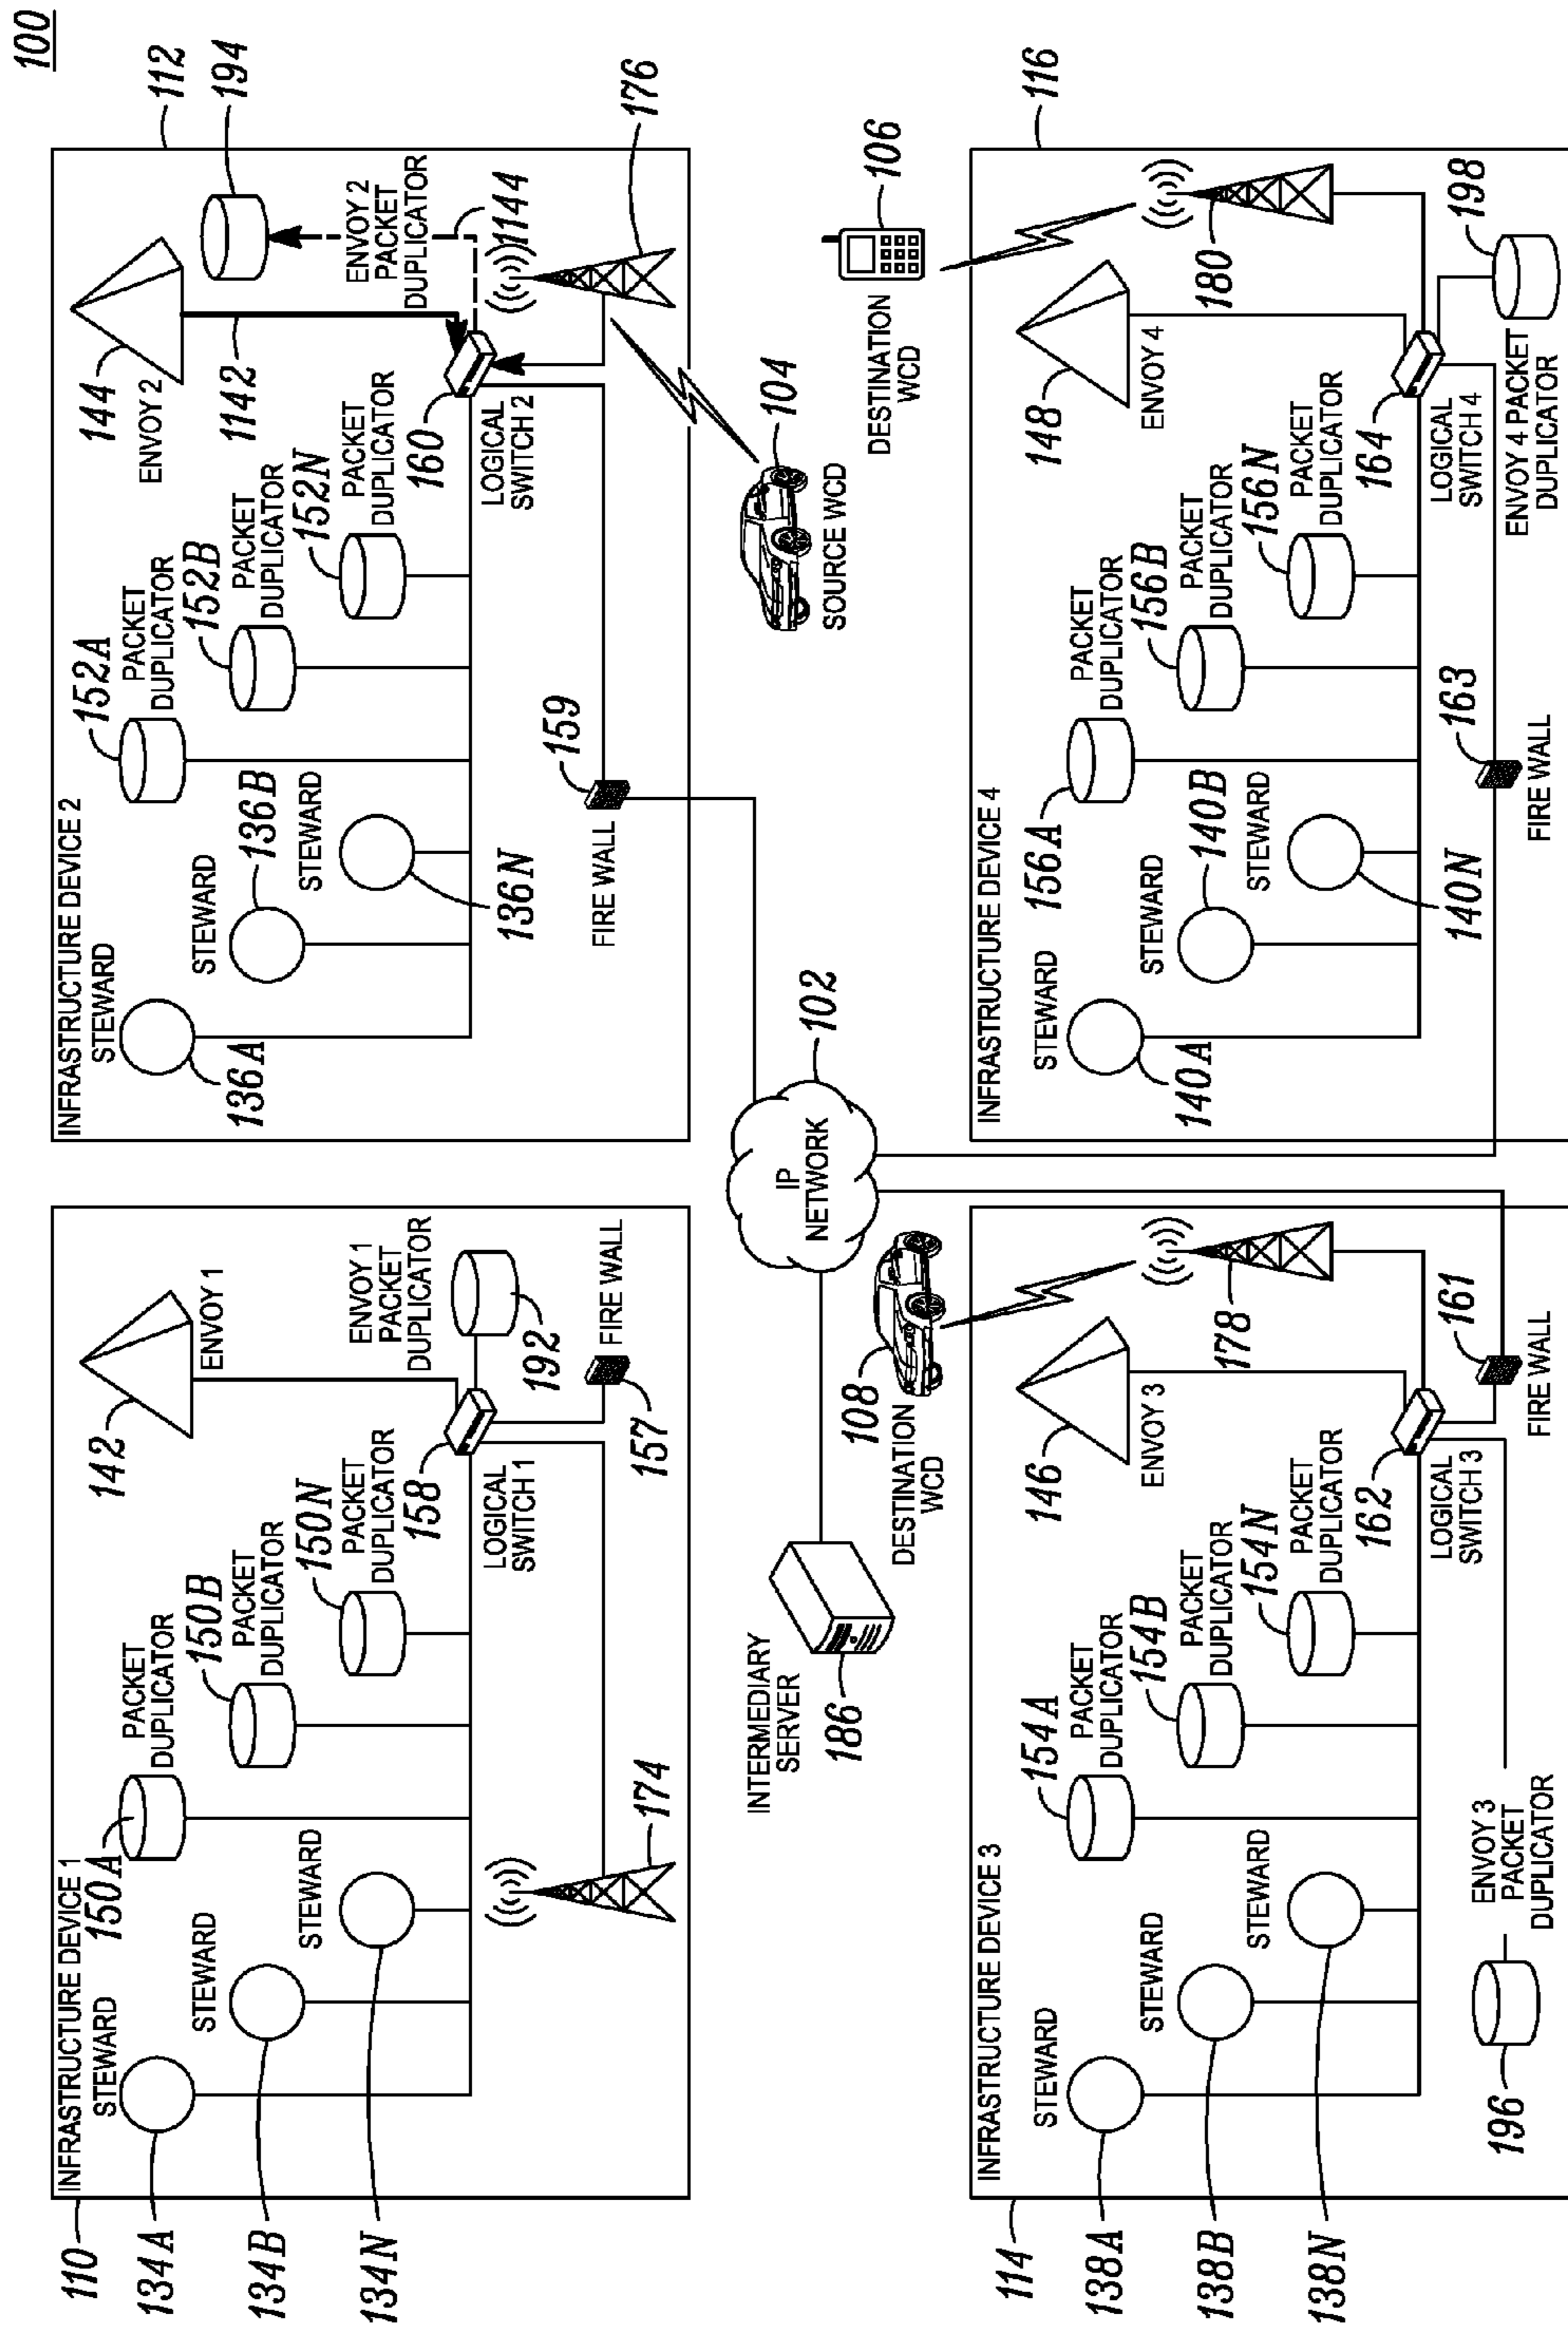 100
INFRASTRUCTURE DEVICE 1
110
STEWARD
134A
STEWARD
134B
STEWARD
134N
150A
PACKET
DUPLICATOR
150B
PACKET
DUPLICATOR
150N
PACKET
DUPLICATOR
142
ENVOY 1
158
LOGICAL
SWITCH 1
ENVOY 1
PACKET
DUPLICATOR
192
FIRE WALL
157
174
INFRASTRUCTURE DEVICE 2
112
STEWARD
136A
STEWARD
136B
STEWARD
136N
152A
PACKET
DUPLICATOR
152B
PACKET
DUPLICATOR
152N
PACKET
DUPLICATOR
144
ENVOY 2
1142
160
LOGICAL
SWITCH 2
194
ENVOY 2
PACKET
DUPLICATOR
1144
176
159
FIRE WALL
INTERMEDIARY
SERVER
186
IP
NETWORK
102
104
SOURCE WCD
106
DESTINATION
WCD
108
DESTINATION
WCD
INFRASTRUCTURE DEVICE 3
114
STEWARD
138A
STEWARD
138B
STEWARD
138N
154A
PACKET
DUPLICATOR
154B
PACKET
DUPLICATOR
154N
PACKET
DUPLICATOR
146
ENVOY 3
178
162
LOGICAL
SWITCH 3
161
FIRE WALL
196
ENVOY 3
PACKET
DUPLICATOR
INFRASTRUCTURE DEVICE 4
116
STEWARD
140A
STEWARD
140B
STEWARD
140N
156A
PACKET
DUPLICATOR
156B
PACKET
DUPLICATOR
156N
PACKET
DUPLICATOR
148
ENVOY 4
180
164
LOGICAL
SWITCH 4
163
FIRE WALL
198
ENVOY 4 PACKET
DUPLICATOR